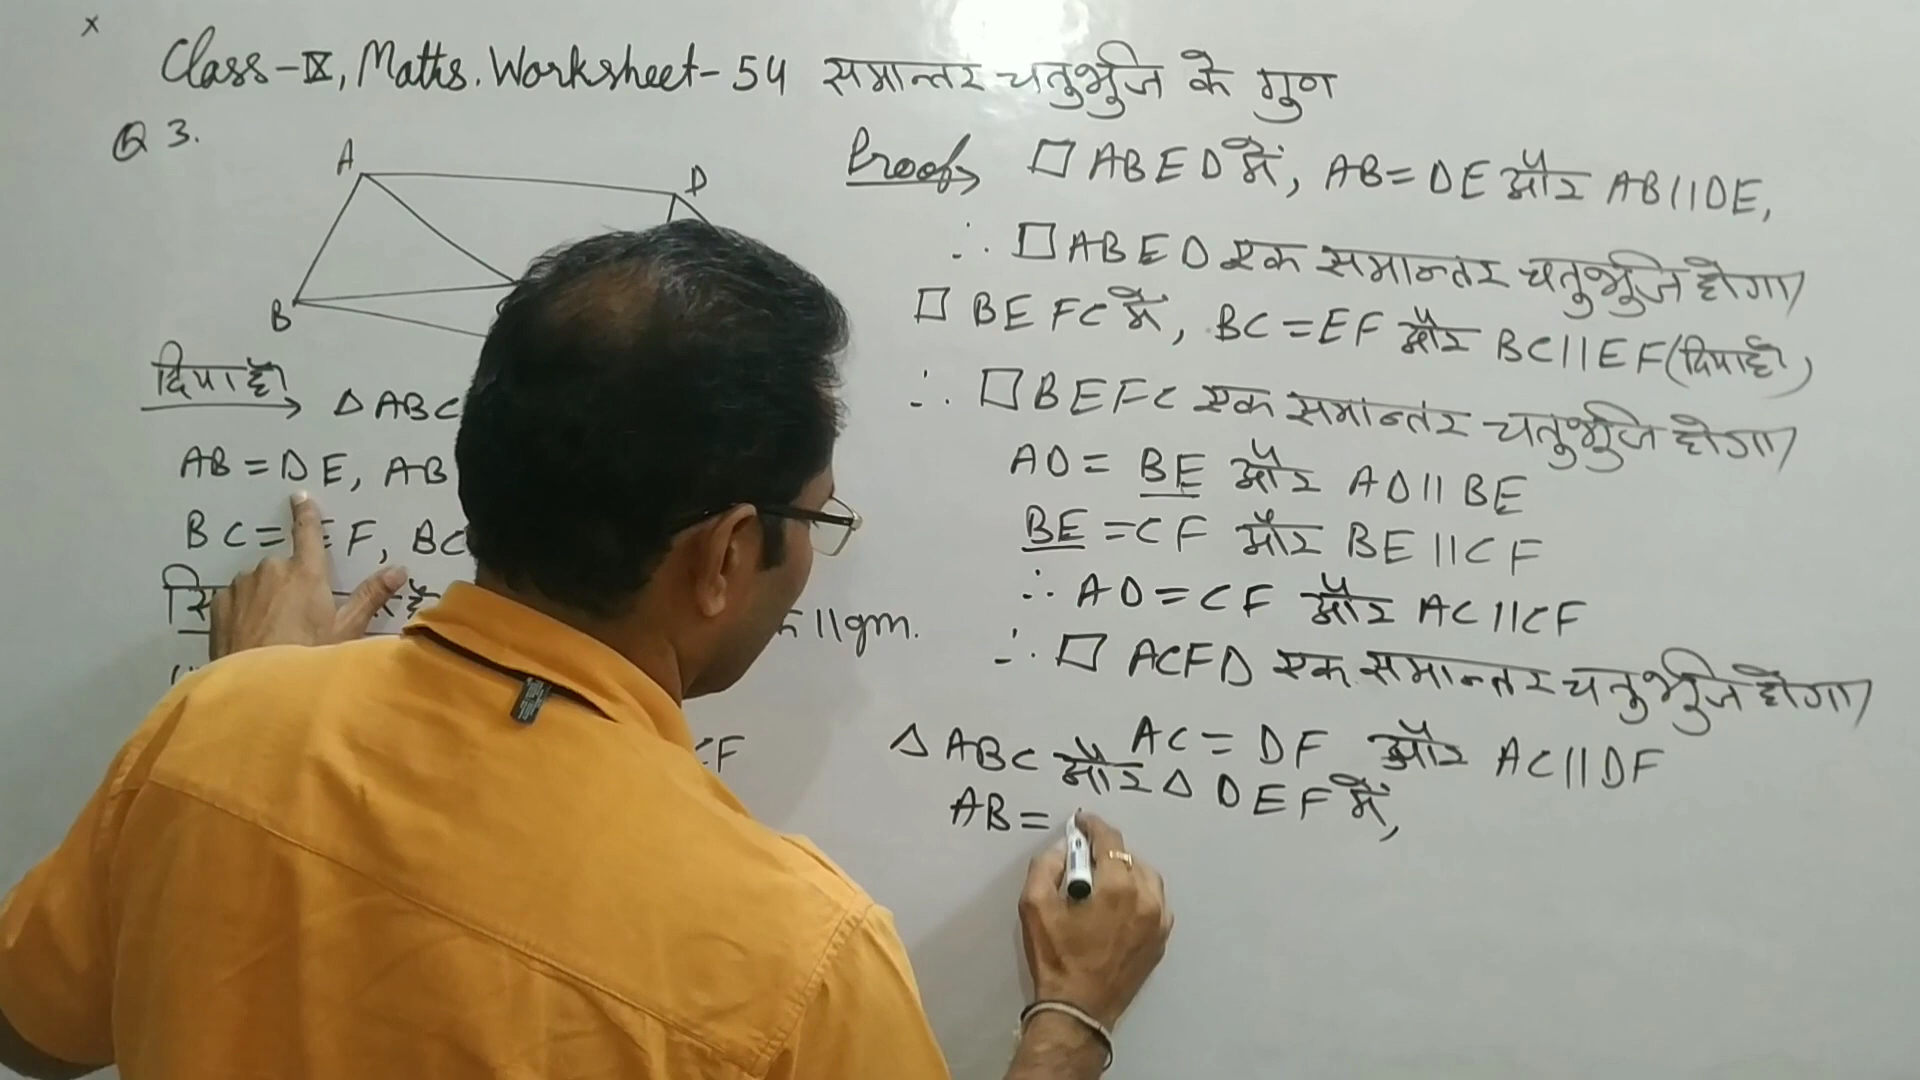 Class-IX, Maths. Worksheet-54 समान्तर चतुर्भुज के गुण
Q 3.
A
D
B
दिया है
Δ ABC
AB = DE, AB
BC = EF, BC
||gm.
CF
Proof → □ ABED में, AB = DE और AB || DE,
∴ □ ABED एक समान्तर चतुर्भुज होगा
□ BEFC में, BC = EF और BC || EF (दिया है)
∴ □ BEFC एक समांन्तर चतुर्भुज होगा
AD = BE और AD || BE
BE = CF और BE || CF
∴ AD = CF और AC || CF
∴ □ ACFD एक समान्तर चतुर्भुज होगा
AC = DF और AC || DF
Δ ABC और Δ DEF में,
AB =